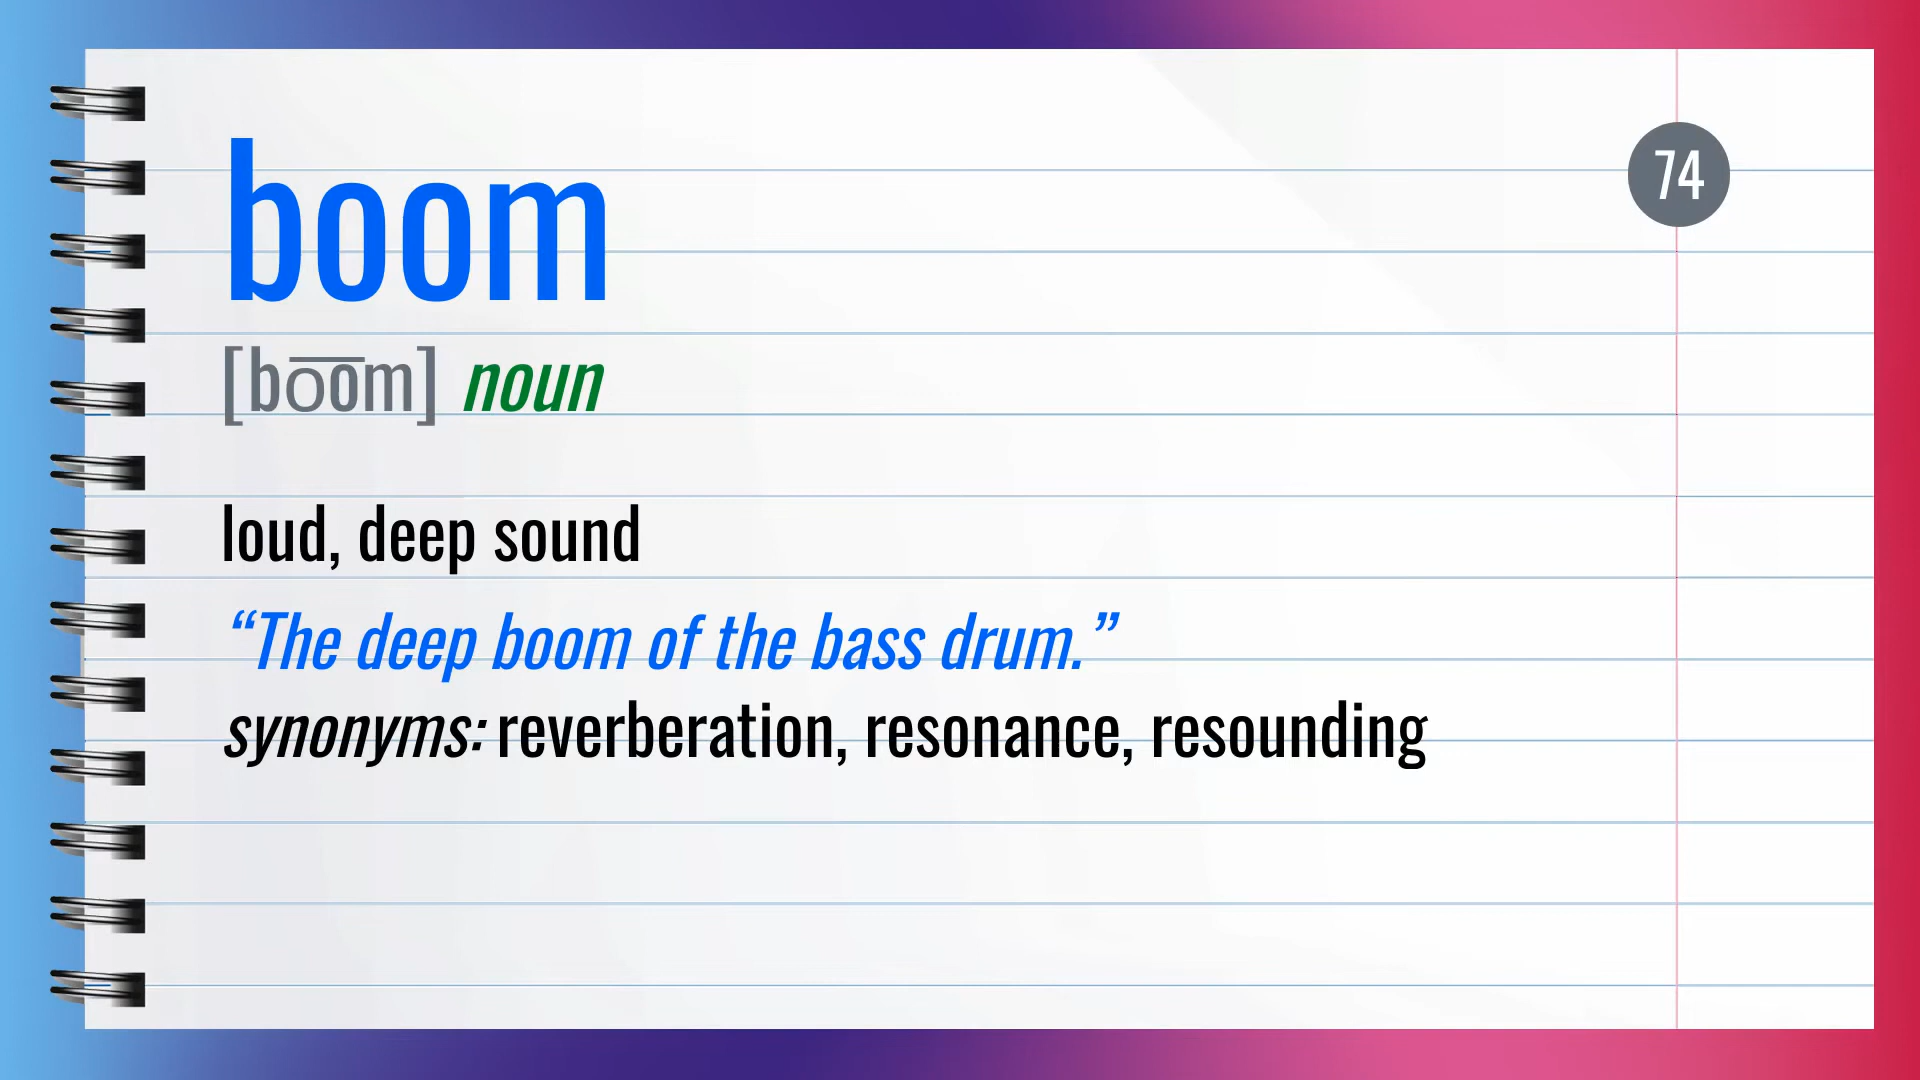 boom
74
[bo͞om] noun
loud, deep sound
“The deep boom of the bass drum.”
synonyms: reverberation, resonance, resounding